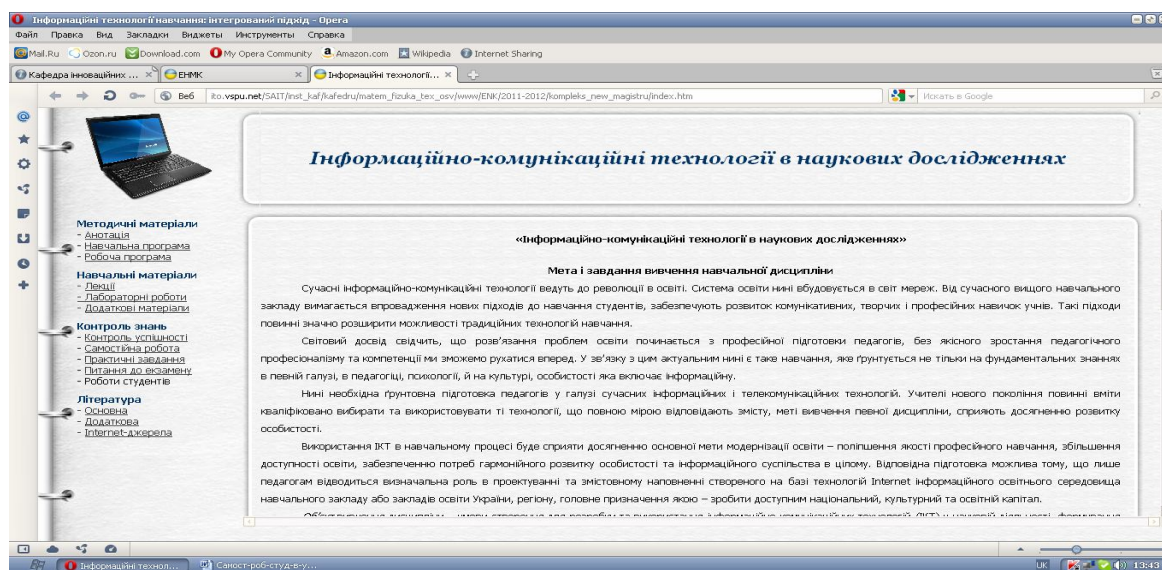 Інформаційні технології навчання: інтегрований підхід - Opera
Файл Правка Вид Закладки Виджеты Инструменты Справка
Mail.Ru Ozon.ru Download.com My Opera Community Amazon.com Wikipedia Internet Sharing
Кафедра інноваційних ... ЕНМК Інформаційні технології...
Веб ito.vspu.net/SAIT/inst_kaf/kafedru/matem_fizuka_tex_osv/www/ENK/2011-2012/kompleks_new_magistru/index.htm Искать в Google
Інформаційно-комунікаційні технології в наукових дослідженнях
Методичні матеріали
- Анотація
- Навчальна програма
- Робоча програма
Навчальні матеріали
- Лекції
- Лабораторні роботи
- Додаткові матеріали
Контроль знань
- Контроль успішності
- Самостійна робота
- Практичні завдання
- Питання до екзамену
- Роботи студентів
Література
- Основна
- Додаткова
- Internet-джерела
«Інформаційно-комунікаційні технології в наукових дослідженнях»
Мета і завдання вивчення навчальної дисципліни
Сучасні інформаційно-комунікаційні технології ведуть до революції в освіті. Система освіти нині вбудовується в світ мереж. Від сучасного вищого навчального
закладу вимагається впровадження нових підходів до навчання студентів, забезпечують розвиток комунікативних, творчих і професійних навичок учнів. Такі підходи
повинні значно розширити можливості традиційних технологій навчання.
Світовий досвід свідчить, що розв’язання проблем освіти починається з професійної підготовки педагогів, без якісного зростання педагогічного
професіоналізму та компетенції ми зможемо рухатися вперед. У зв’язку з цим актуальним нині є таке навчання, яке ґрунтується не тільки на фундаментальних знаннях
в певній галузі, в педагогіці, психології, й на культурі, особистості яка включає інформаційну.
Нині необхідна ґрунтовна підготовка педагогів у галузі сучасних інформаційних і телекомунікаційних технологій. Учителі нового покоління повинні вміти
кваліфіковано вибирати та використовувати ті технології, що повною мірою відповідають змісту, меті вивчення певної дисципліни, сприяють досягненню розвитку
особистості.
Використання ІКТ в навчальному процесі буде сприяти досягненню основної мети модернізації освіти – поліпшення якості професійного навчання, збільшення
доступності освіти, забезпеченню потреб гармонійного розвитку особистості та інформаційного суспільства в цілому. Відповідна підготовка можлива тому, що лише
педагогам відводиться визначальна роль в проектуванні та змістовному наповненні створеного на базі технологій Internet інформаційного освітнього середовища
навчального закладу або закладів освіти України, регіону, головне призначення якою – зробити доступним національний, культурний та освітній капітал.
Інформаційні технол... Самост-роб-студ-в-у... UK 13:43